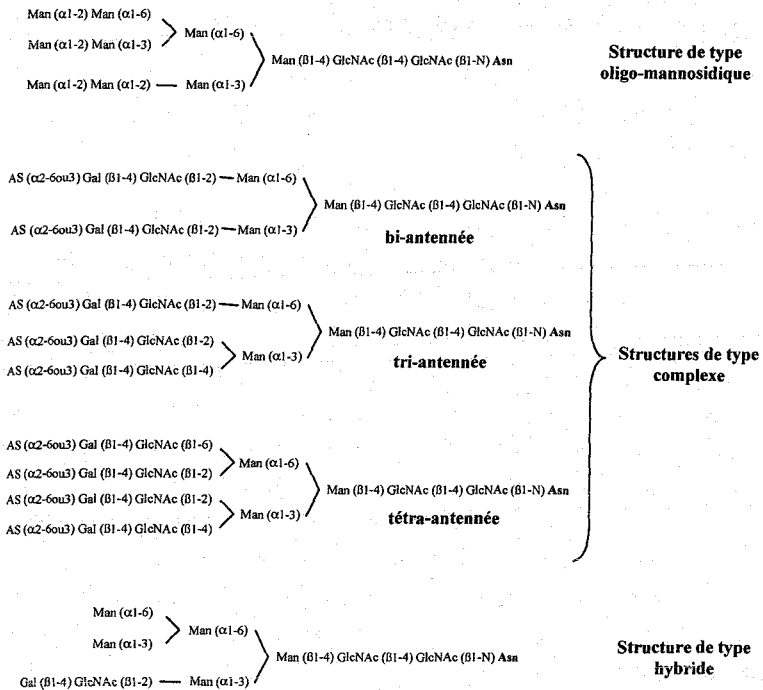 Man (α1-2) Man (α1-6)
Man (α1-6)
Man (α1-2) Man (α1-3)
Man (β1-4) GlcNAc (β1-4) GlcNAc (β1-N) Asn
Man (α1-2) Man (α1-2) — Man (α1-3)
Structure de type
oligo-mannosidique
AS (α2-6ou3) Gal (β1-4) GlcNAc (β1-2) — Man (α1-6)
Man (β1-4) GlcNAc (β1-4) GlcNAc (β1-N) Asn
AS (α2-6ou3) Gal (β1-4) GlcNAc (β1-2) — Man (α1-3)
bi-antennée
AS (α2-6ou3) Gal (β1-4) GlcNAc (β1-2) — Man (α1-6)
Man (β1-4) GlcNAc (β1-4) GlcNAc (β1-N) Asn
AS (α2-6ou3) Gal (β1-4) GlcNAc (β1-2)
Man (α1-3)
AS (α2-6ou3) Gal (β1-4) GlcNAc (β1-4)
tri-antennée
Structures de type
complexe
AS (α2-6ou3) Gal (β1-4) GlcNAc (β1-6)
Man (α1-6)
AS (α2-6ou3) Gal (β1-4) GlcNAc (β1-2)
Man (β1-4) GlcNAc (β1-4) GlcNAc (β1-N) Asn
AS (α2-6ou3) Gal (β1-4) GlcNAc (β1-2)
Man (α1-3)
AS (α2-6ou3) Gal (β1-4) GlcNAc (β1-4)
tétra-antennée
Man (α1-6)
Man (α1-6)
Man (α1-3)
Man (β1-4) GlcNAc (β1-4) GlcNAc (β1-N) Asn
Gal (β1-4) GlcNAc (β1-2) — Man (α1-3)
Structure de type
hybride